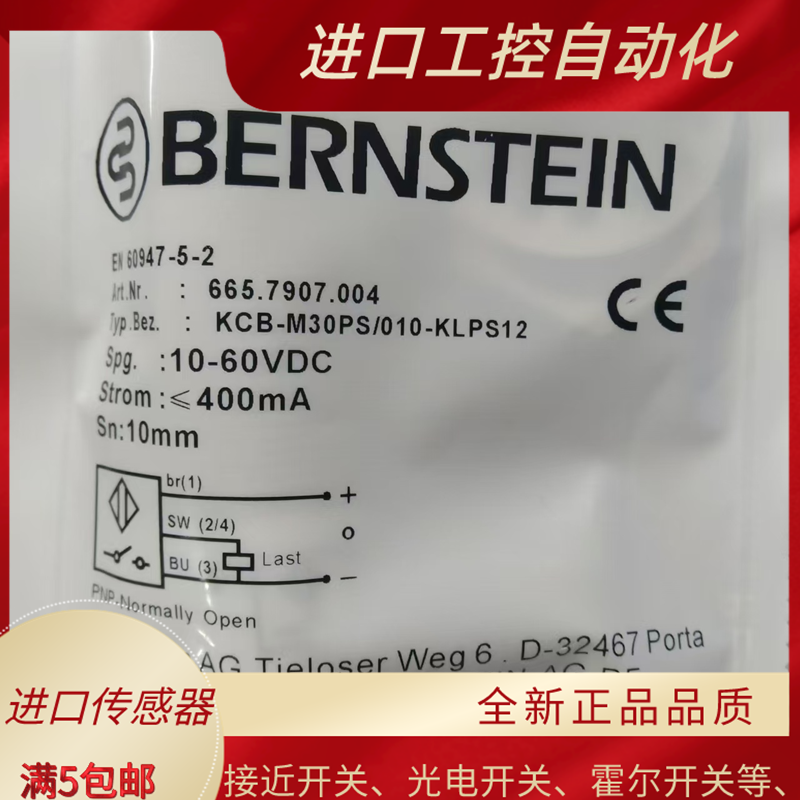 进口工控自动化
BERNSTEIN
EN 60947-5-2
Art.Nr. : 665.7907.004
Typ.Bez. : KCB-M30PS/010-KLPS12
CE
Spg. :10-60VDC
Strom :≤400mA
Sn:10mm
br(1)
+
SW (2/4)
o
BU (3)
Last
−
PNP-Normally Open
AG Tieloser Weg 6 . D-32467 Porta
进口传感器
全新正品品质
满5包邮
接近开关、光电开关、霍尔开关等、